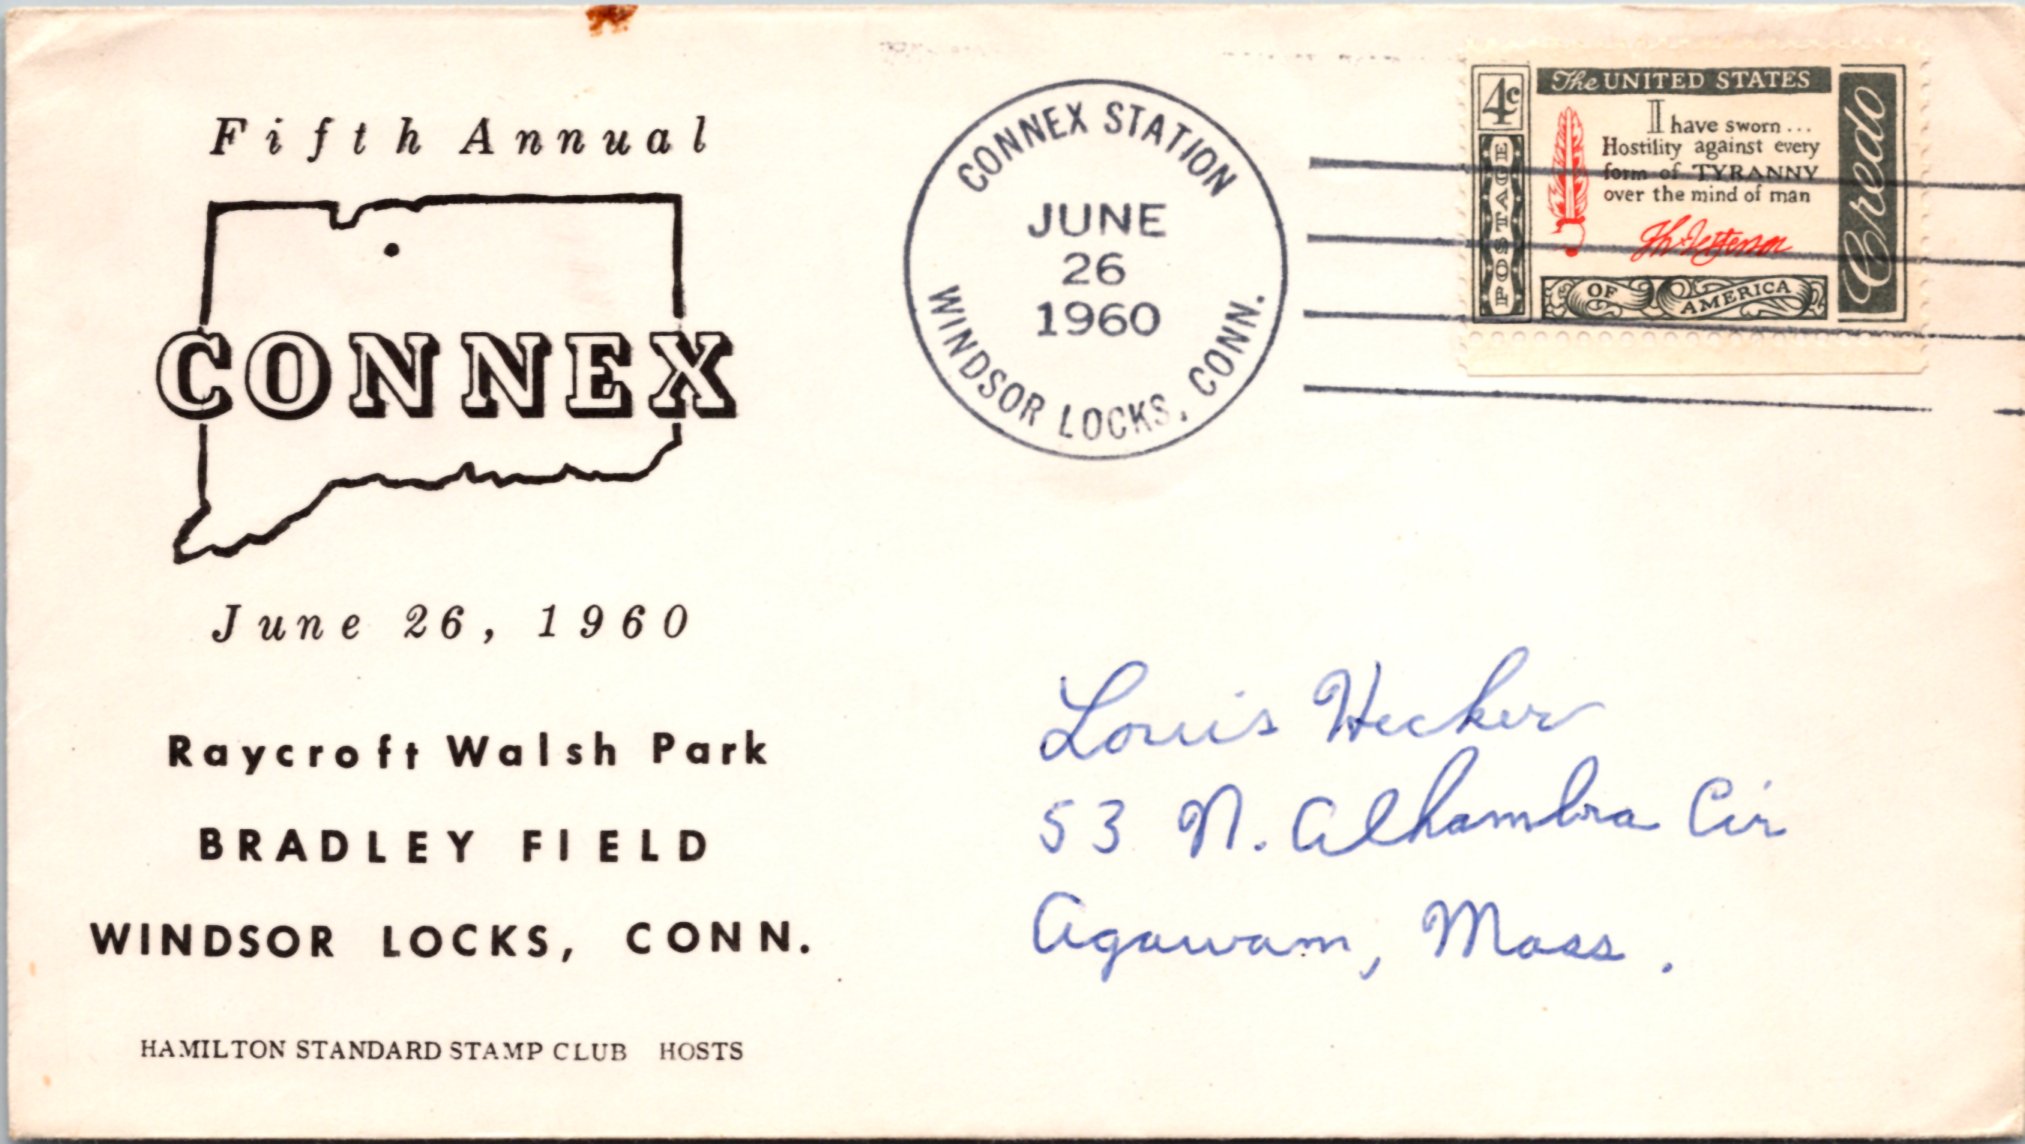 Fifth Annual
CONNEX
June 26, 1960
Raycroft Walsh Park
BRADLEY FIELD
WINDSOR LOCKS, CONN.
HAMILTON STANDARD STAMP CLUB HOSTS
CONNEX STATION
JUNE
26
1960
WINDSOR LOCKS, CONN.
4c
POSTAGE
The UNITED STATES
I have sworn...
Hostility against every
form of TYRANNY
over the mind of man
Th Jefferson
OF AMERICA
Credo
Louis Hecker
53 N. Alhambra Cir
Agawam, Mass.